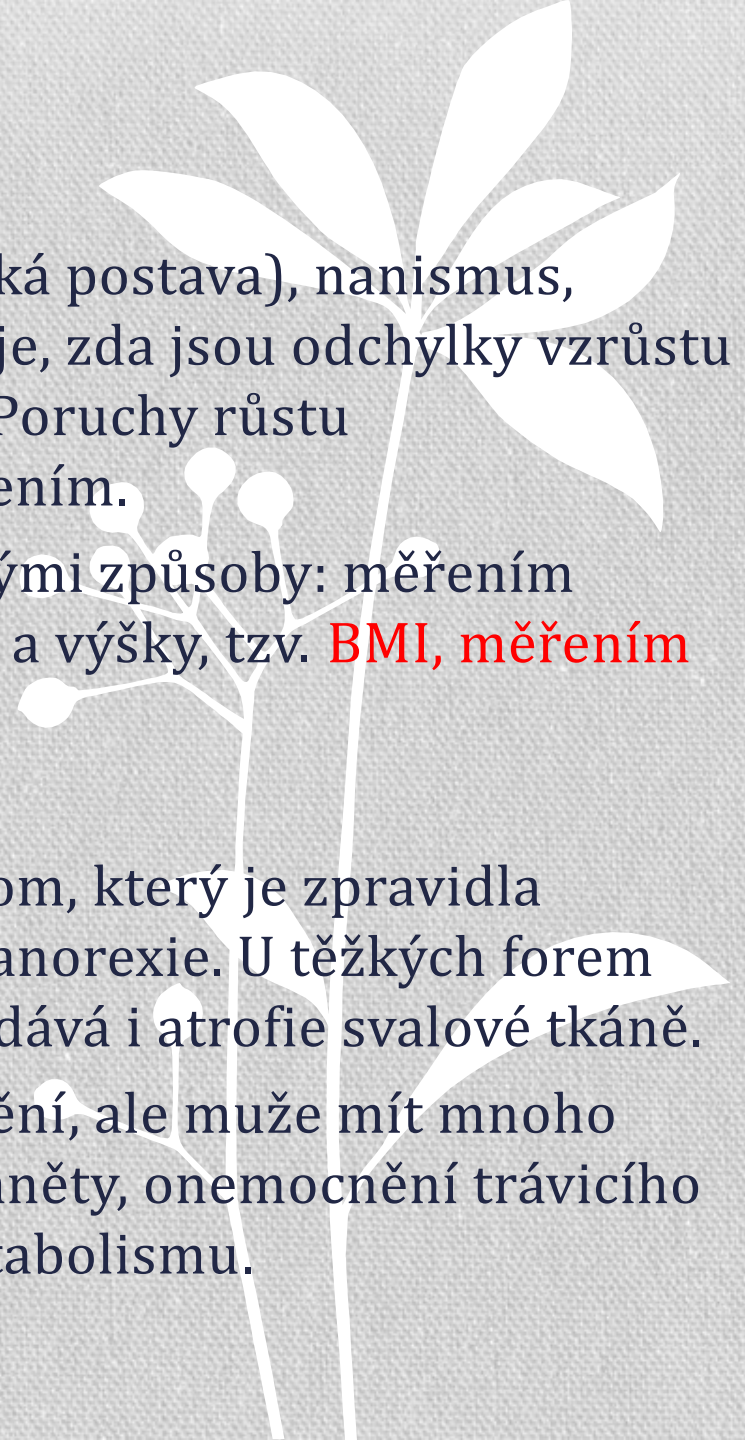 ká postava), nanismus,
je, zda jsou odchylky vzrůstu
Poruchy růstu
ením.
ými způsoby: měřením
a výšky, tzv. BMI, měřením
om, který je zpravidla
anorexie. U těžkých forem
dává i atrofie svalové tkáně.
ění, ale muže mít mnoho
něty, onemocnění trávicího
tabolismu.